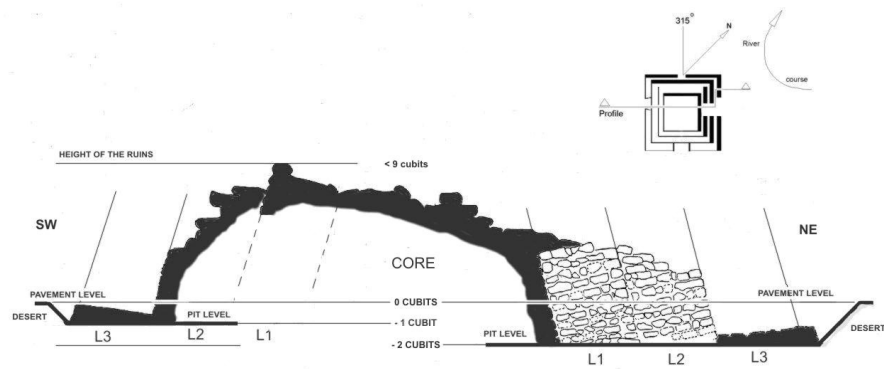 315°
N
River
course
Profile
HEIGHT OF THE RUINS
< 9 cubits
SW
NE
CORE
PAVEMENT LEVEL
0 CUBITS
PAVEMENT LEVEL
DESERT
PIT LEVEL
- 1 CUBIT
DESERT
L3
L2
L1
PIT LEVEL
- 2 CUBITS
L1
L2
L3